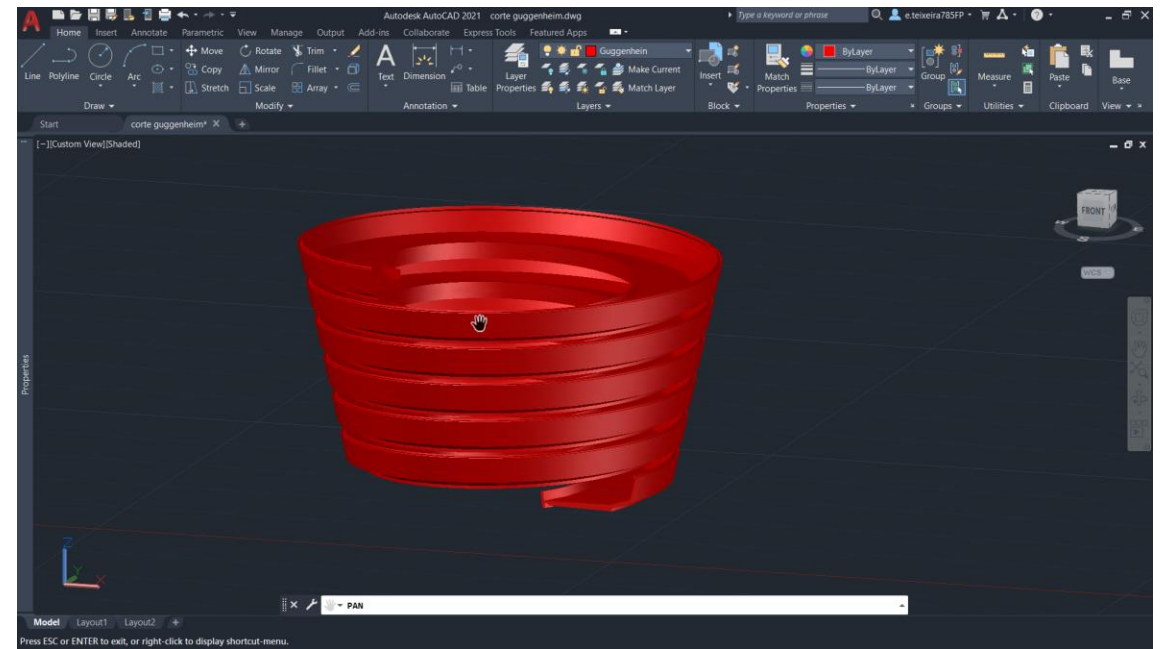 Autodesk AutoCAD 2021 corte guggenheim.dwg Type a keyword or phrase e.teixeira785FP
Home Insert Annotate Parametric View Manage Output Add-ins Collaborate Express Tools Featured Apps
Move Rotate Trim Guggenhein ByLayer
Copy Mirror Fillet Make Current ByLayer
Line Polyline Circle Arc Text Dimension Layer Insert Match Group Measure Paste Base
Stretch Scale Array Table Properties Match Layer Properties ByLayer
Draw Modify Annotation Layers Block Properties Groups Utilities Clipboard View
Start corte guggenheim*
[-][Custom View][Shaded]
FRONT
WCS
Properties
Z
Y
X
PAN
Model Layout1 Layout2
Press ESC or ENTER to exit, or right-click to display shortcut-menu.